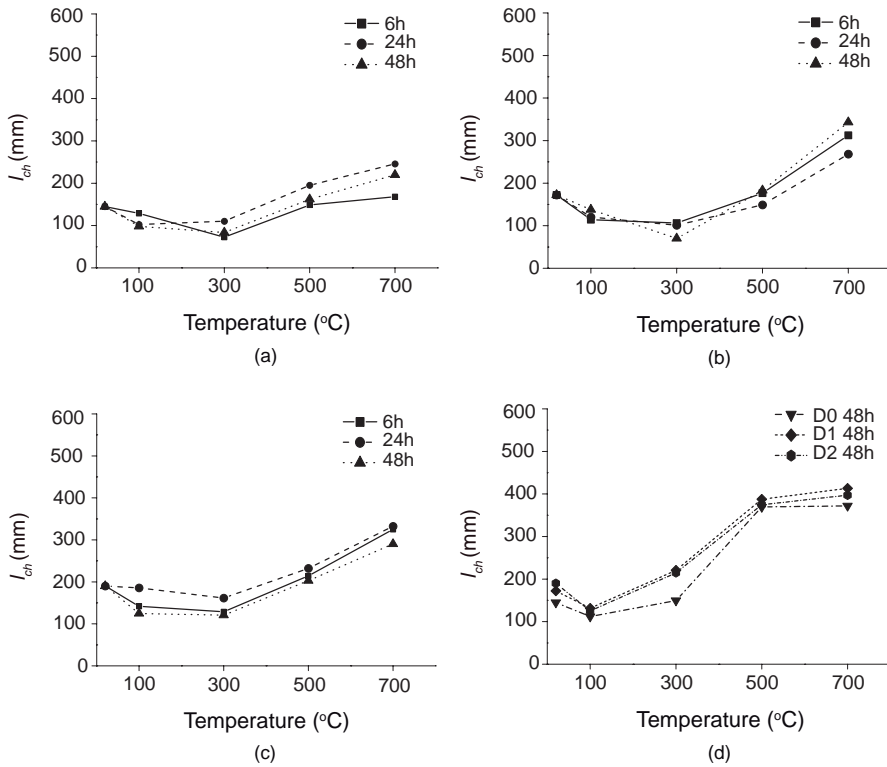 600
500
400
300
200
100
0
l_ch (mm)
6h
24h
48h
100 300 500 700
Temperature (°C)
(a)
600
500
400
300
200
100
0
l_ch (mm)
6h
24h
48h
100 300 500 700
Temperature (°C)
(b)
600
500
400
300
200
100
0
l_ch (mm)
6h
24h
48h
100 300 500 700
Temperature (°C)
(c)
600
500
400
300
200
100
0
l_ch (mm)
D0 48h
D1 48h
D2 48h
100 300 500 700
Temperature (°C)
(d)